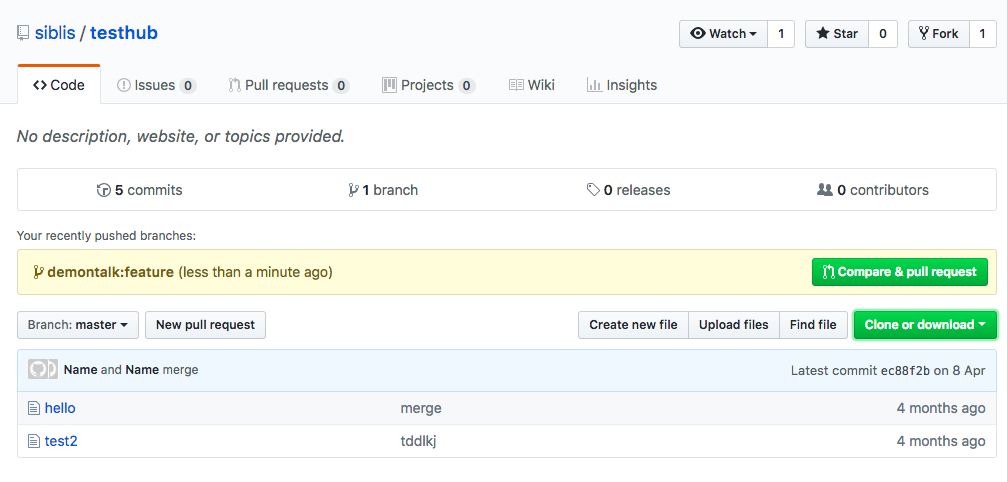 siblis / testhub
Watch 1 Star 0 Fork 1
Code Issues 0 Pull requests 0 Projects 0 Wiki Insights
No description, website, or topics provided.
5 commits 1 branch 0 releases 0 contributors
Your recently pushed branches:
demontalk:feature (less than a minute ago) Compare & pull request
Branch: master New pull request Create new file Upload files Find file Clone or download
Name and Name merge Latest commit ec88f2b on 8 Apr
hello merge 4 months ago
test2 tddlkj 4 months ago